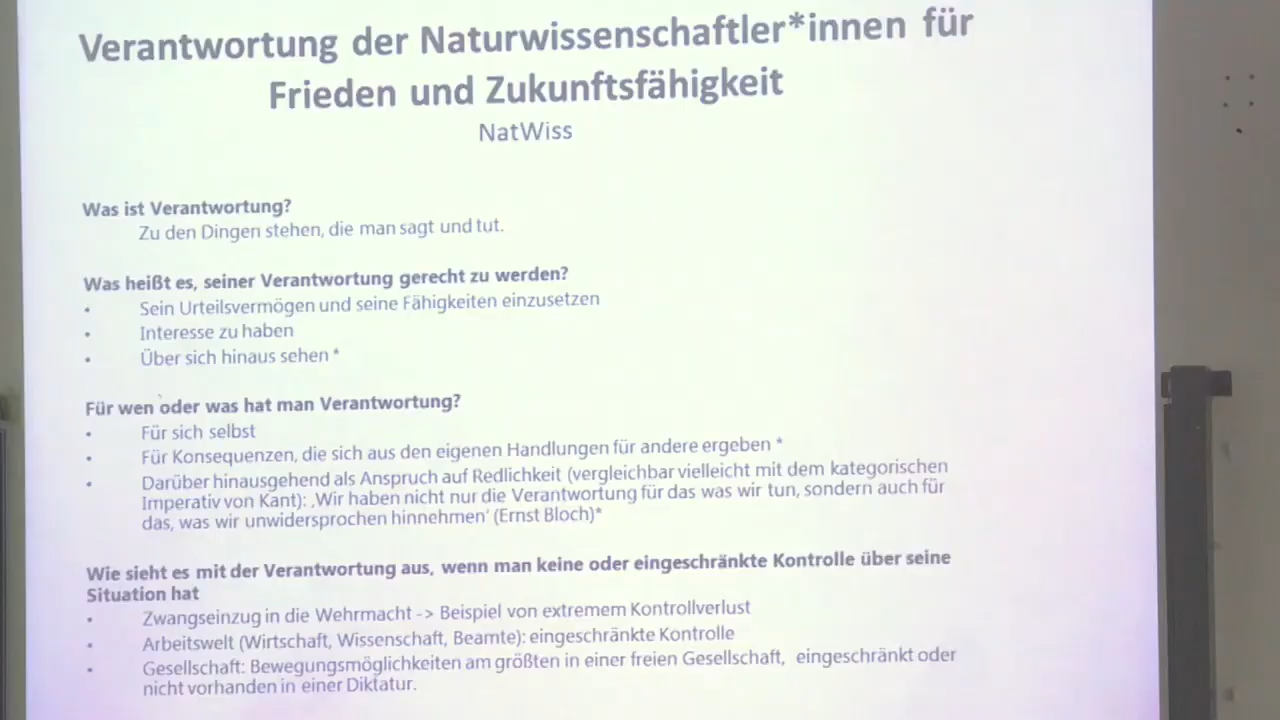 Verantwortung der Naturwissenschaftler*innen für
Frieden und Zukunftsfähigkeit
NatWiss
Was ist Verantwortung?
Zu den Dingen stehen, die man sagt und tut.
Was heißt es, seiner Verantwortung gerecht zu werden?
• Sein Urteilsvermögen und seine Fähigkeiten einzusetzen
• Interesse zu haben
• Über sich hinaus sehen *
Für wen oder was hat man Verantwortung?
• Für sich selbst
• Für Konsequenzen, die sich aus den eigenen Handlungen für andere ergeben *
• Darüber hinausgehend als Anspruch auf Redlichkeit (vergleichbar vielleicht mit dem kategorischen
Imperativ von Kant): ‚Wir haben nicht nur die Verantwortung für das was wir tun, sondern auch für
das, was wir unwidersprochen hinnehmen‘ (Ernst Bloch)*
Wie sieht es mit der Verantwortung aus, wenn man keine oder eingeschränkte Kontrolle über seine
Situation hat
• Zwangseinzug in die Wehrmacht -> Beispiel von extremem Kontrollverlust
• Arbeitswelt (Wirtschaft, Wissenschaft, Beamte): eingeschränkte Kontrolle
• Gesellschaft: Bewegungsmöglichkeiten am größten in einer freien Gesellschaft, eingeschränkt oder
nicht vorhanden in einer Diktatur.